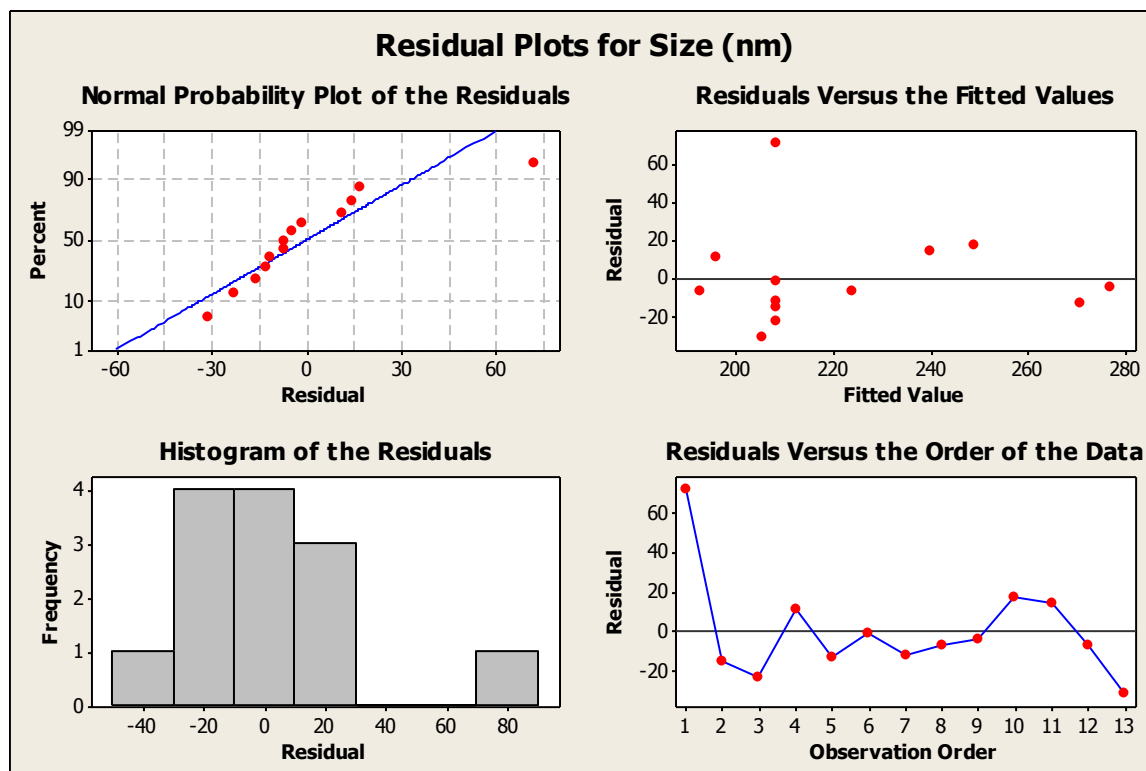 Residual Plots for Size (nm)
Normal Probability Plot of the Residuals
99
90
50
10
1
Percent
-60 -30 0 30 60
Residual
Residuals Versus the Fitted Values
60
40
20
0
-20
Residual
200 220 240 260 280
Fitted Value
Histogram of the Residuals
4
3
2
1
0
Frequency
-40 -20 0 20 40 60 80
Residual
Residuals Versus the Order of the Data
60
40
20
0
-20
Residual
1 2 3 4 5 6 7 8 9 10 11 12 13
Observation Order